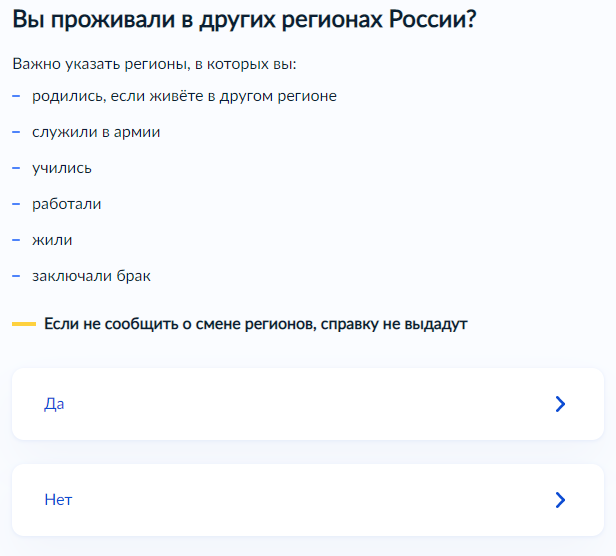 Вы проживали в других регионах России?
Важно указать регионы, в которых вы:
– родились, если живёте в другом регионе
– служили в армии
– учились
– работали
– жили
– заключали брак
Если не сообщить о смене регионов, справку не выдадут
Да
Нет